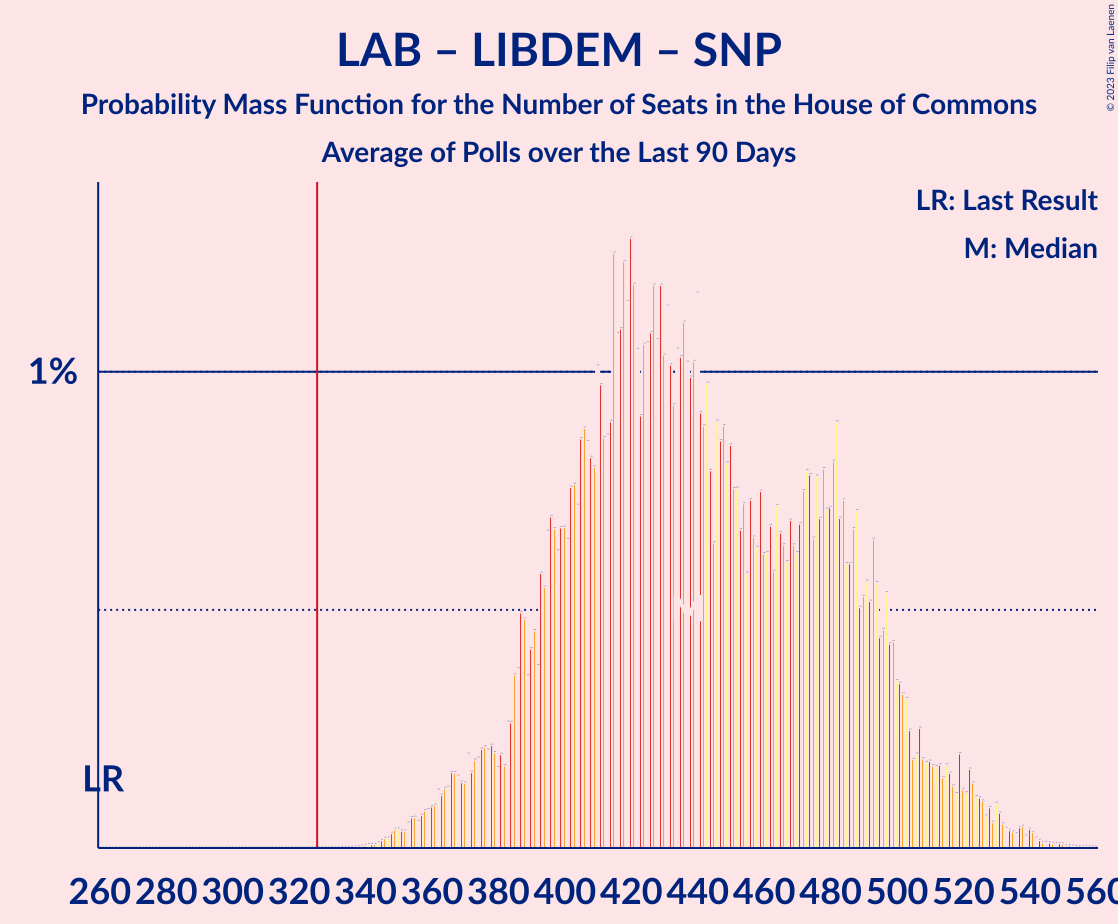 LAB – LIBDEM – SNP
Probability Mass Function for the Number of Seats in the House of Commons
Average of Polls over the Last 90 Days
© 2023 Filip van Laenen
LR: Last Result
M: Median
1%
M
LR
260 280 300 320 340 360 380 400 420 440 460 480 500 520 540 560